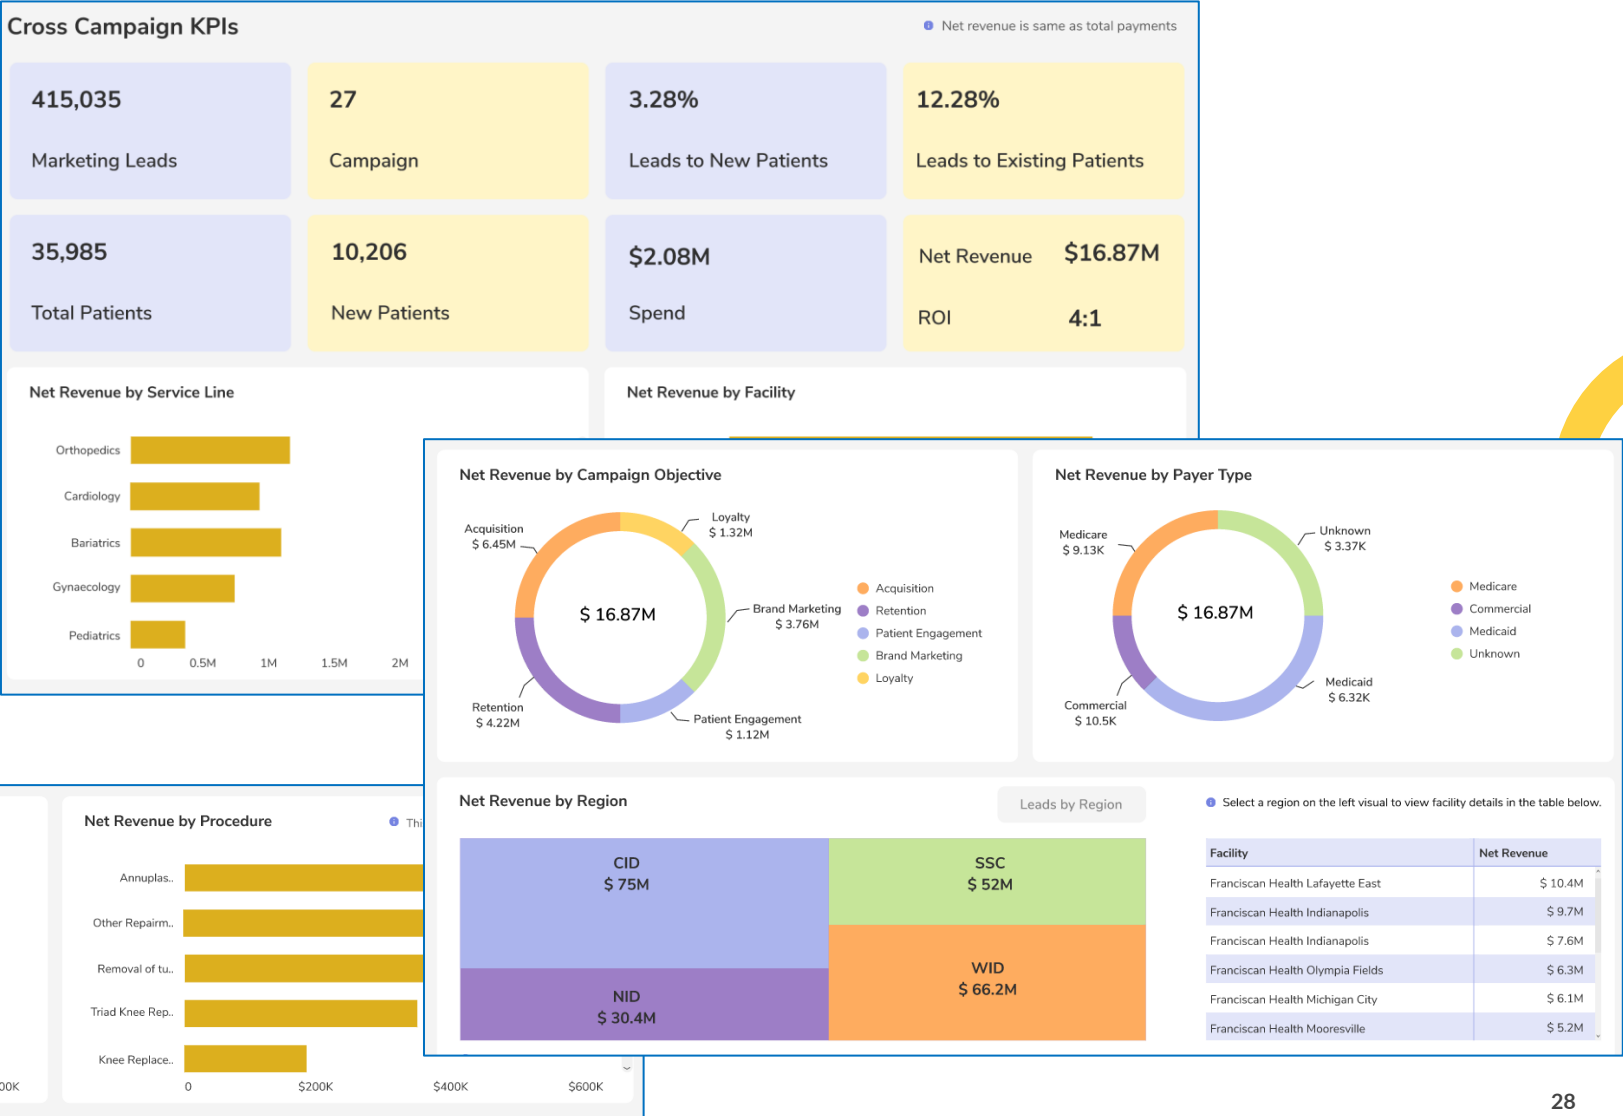 Cross Campaign KPIs
Net revenue is same as total payments
415,035
Marketing Leads
27
Campaign
3.28%
Leads to New Patients
12.28%
Leads to Existing Patients
35,985
Total Patients
10,206
New Patients
$2.08M
Spend
Net Revenue $16.87M
ROI 4:1
Net Revenue by Service Line
Orthopedics
Cardiology
Bariatrics
Gynaecology
Pediatrics
0 0.5M 1M 1.5M 2M
Net Revenue by Facility
Net Revenue by Campaign Objective
Acquisition
$ 6.45M
Loyalty
$ 1.32M
Brand Marketing
$ 3.76M
Patient Engagement
$ 1.12M
Retention
$ 4.22M
$ 16.87M
Acquisition
Retention
Patient Engagement
Brand Marketing
Loyalty
Net Revenue by Payer Type
Medicare
$ 9.13K
Unknown
$ 3.37K
Medicaid
$ 6.32K
Commercial
$ 10.5K
$ 16.87M
Medicare
Commercial
Medicaid
Unknown
Net Revenue by Region
Leads by Region
CID
$ 75M
SSC
$ 52M
NID
$ 30.4M
WID
$ 66.2M
Select a region on the left visual to view facility details in the table below.
Facility Net Revenue
Franciscan Health Lafayette East $ 10.4M
Franciscan Health Indianapolis $ 9.7M
Franciscan Health Indianapolis $ 7.6M
Franciscan Health Olympia Fields $ 6.3M
Franciscan Health Michigan City $ 6.1M
Franciscan Health Mooresville $ 5.2M
Net Revenue by Procedure
Thi
Annuplas..
Other Repairm..
Removal of tu..
Triad Knee Rep..
Knee Replace..
00K
0 $200K $400K $600K
28